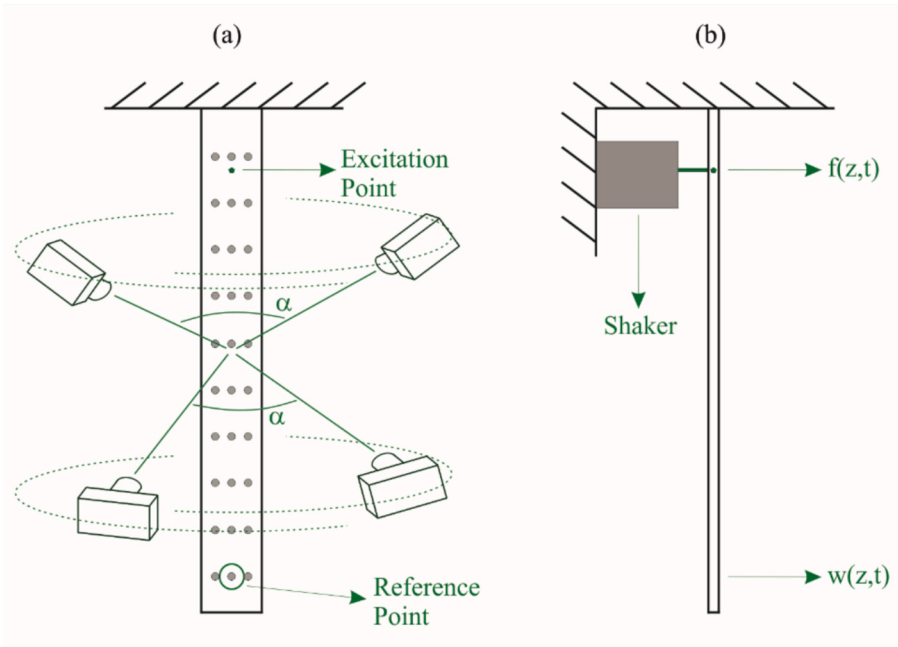 (a)
(b)
Excitation
Point
f(z,t)
α
Shaker
α
w(z,t)
Reference
Point